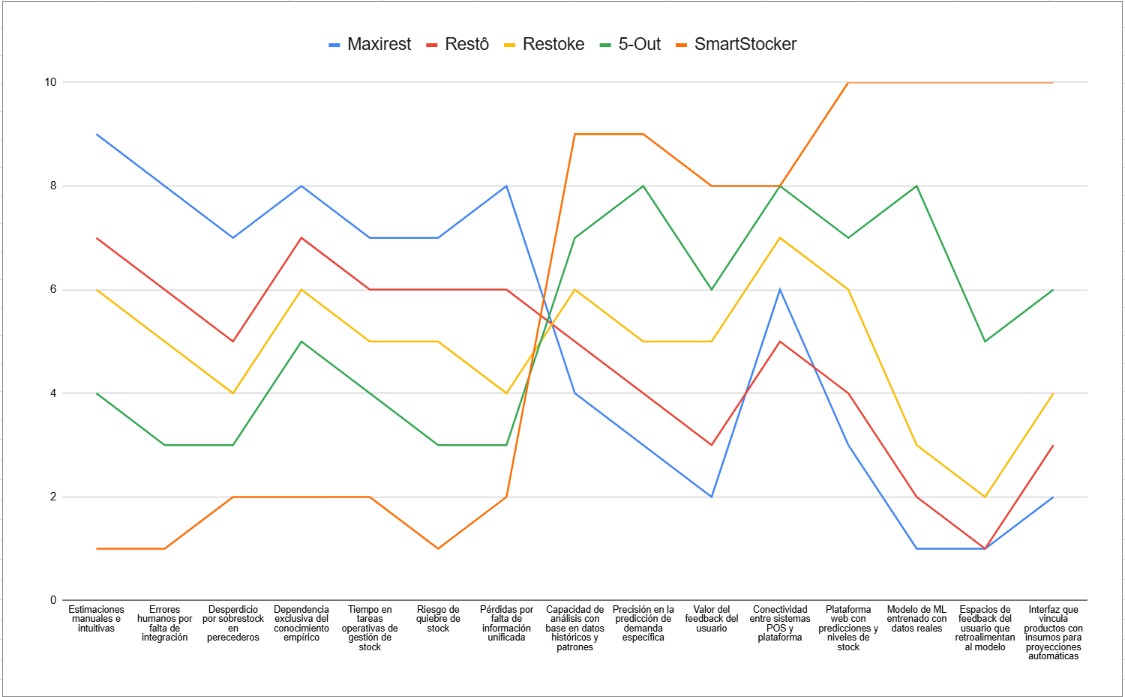 Maxirest Restô Restoke 5-Out SmartStocker
10
8
6
4
2
0
Estimaciones
manuales e
intuitivas
Errores
humanos por
falta de
integración
Desperdicio
por sobrestock
en
perecederos
Dependencia
exclusiva del
conocimiento
empírico
Tiempo en
tareas
operativas de
gestión de
stock
Riesgo de
quiebre de
stock
Pérdidas por
falta de
información
unificada
Capacidad de
análisis con
base en datos
históricos y
patrones
Precisión en la
predicción de
demanda
específica
Valor del
feedback del
usuario
Conectividad
entre sistemas
POS y
plataforma
Plataforma
web con
predicciones y
niveles de
stock
Modelo de ML
entrenado con
datos reales
Espacios de
feedback del
usuario que
retroalimentan
al modelo
Interfaz que
vincula
productos con
insumos para
proyecciones
automáticas